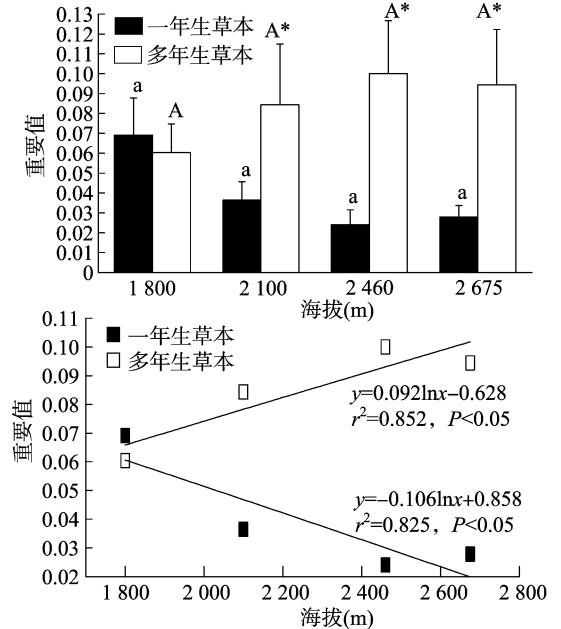 0.13
0.12
0.11
0.10
0.09
0.08
0.07
0.06
0.05
0.04
0.03
0.02
0.01
0
重要值
一年生草本
多年生草本
a
A
a
A*
a
A*
a
A*
1 800
2 100
2 460
2 675
海拔(m)
0.11
0.10
0.09
0.08
0.07
0.06
0.05
0.04
0.03
0.02
重要值
一年生草本
多年生草本
y=0.092lnx−0.628
r²=0.852，P<0.05
y=−0.106lnx+0.858
r²=0.825，P<0.05
1 800
2 000
2 200
2 400
2 600
2 800
海拔(m)